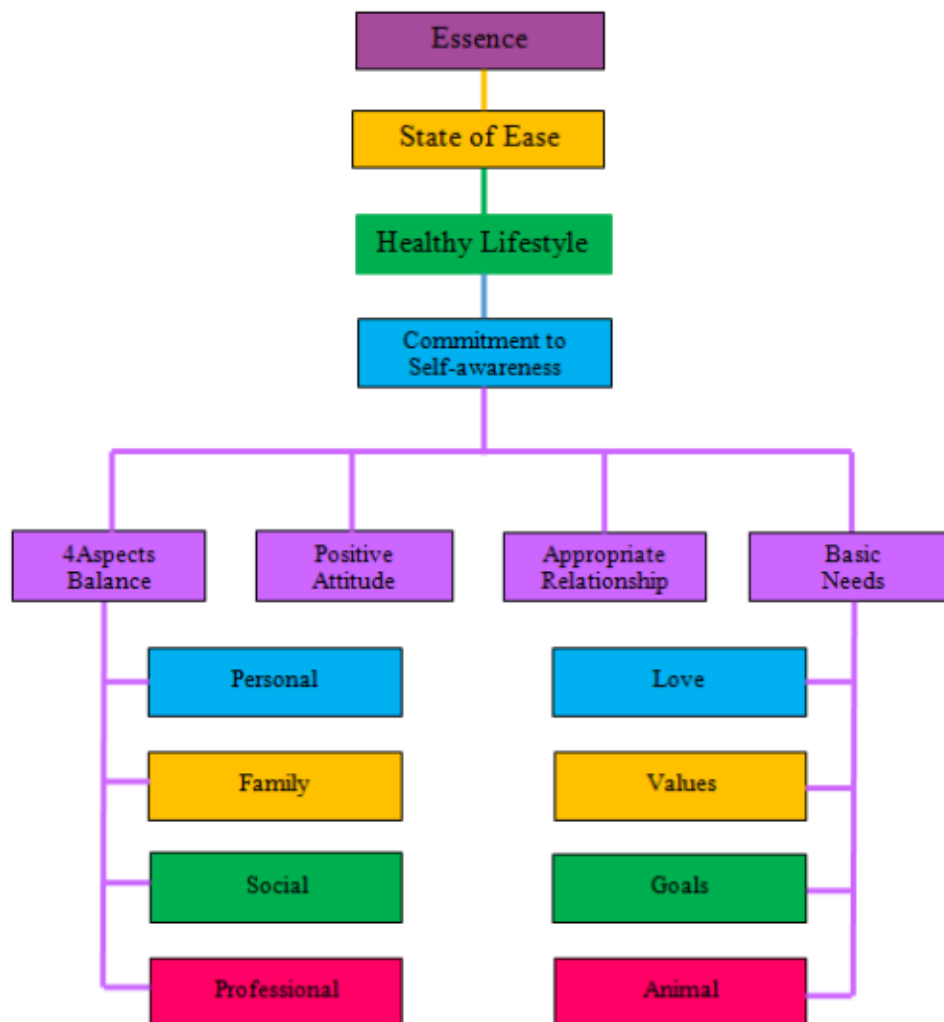 Essence
State of Ease
Healthy Lifestyle
Commitment to
Self-awareness
4Aspects
Balance
Positive
Attitude
Appropriate
Relationship
Basic
Needs
Personal
Love
Family
Values
Social
Goals
Professional
Animal